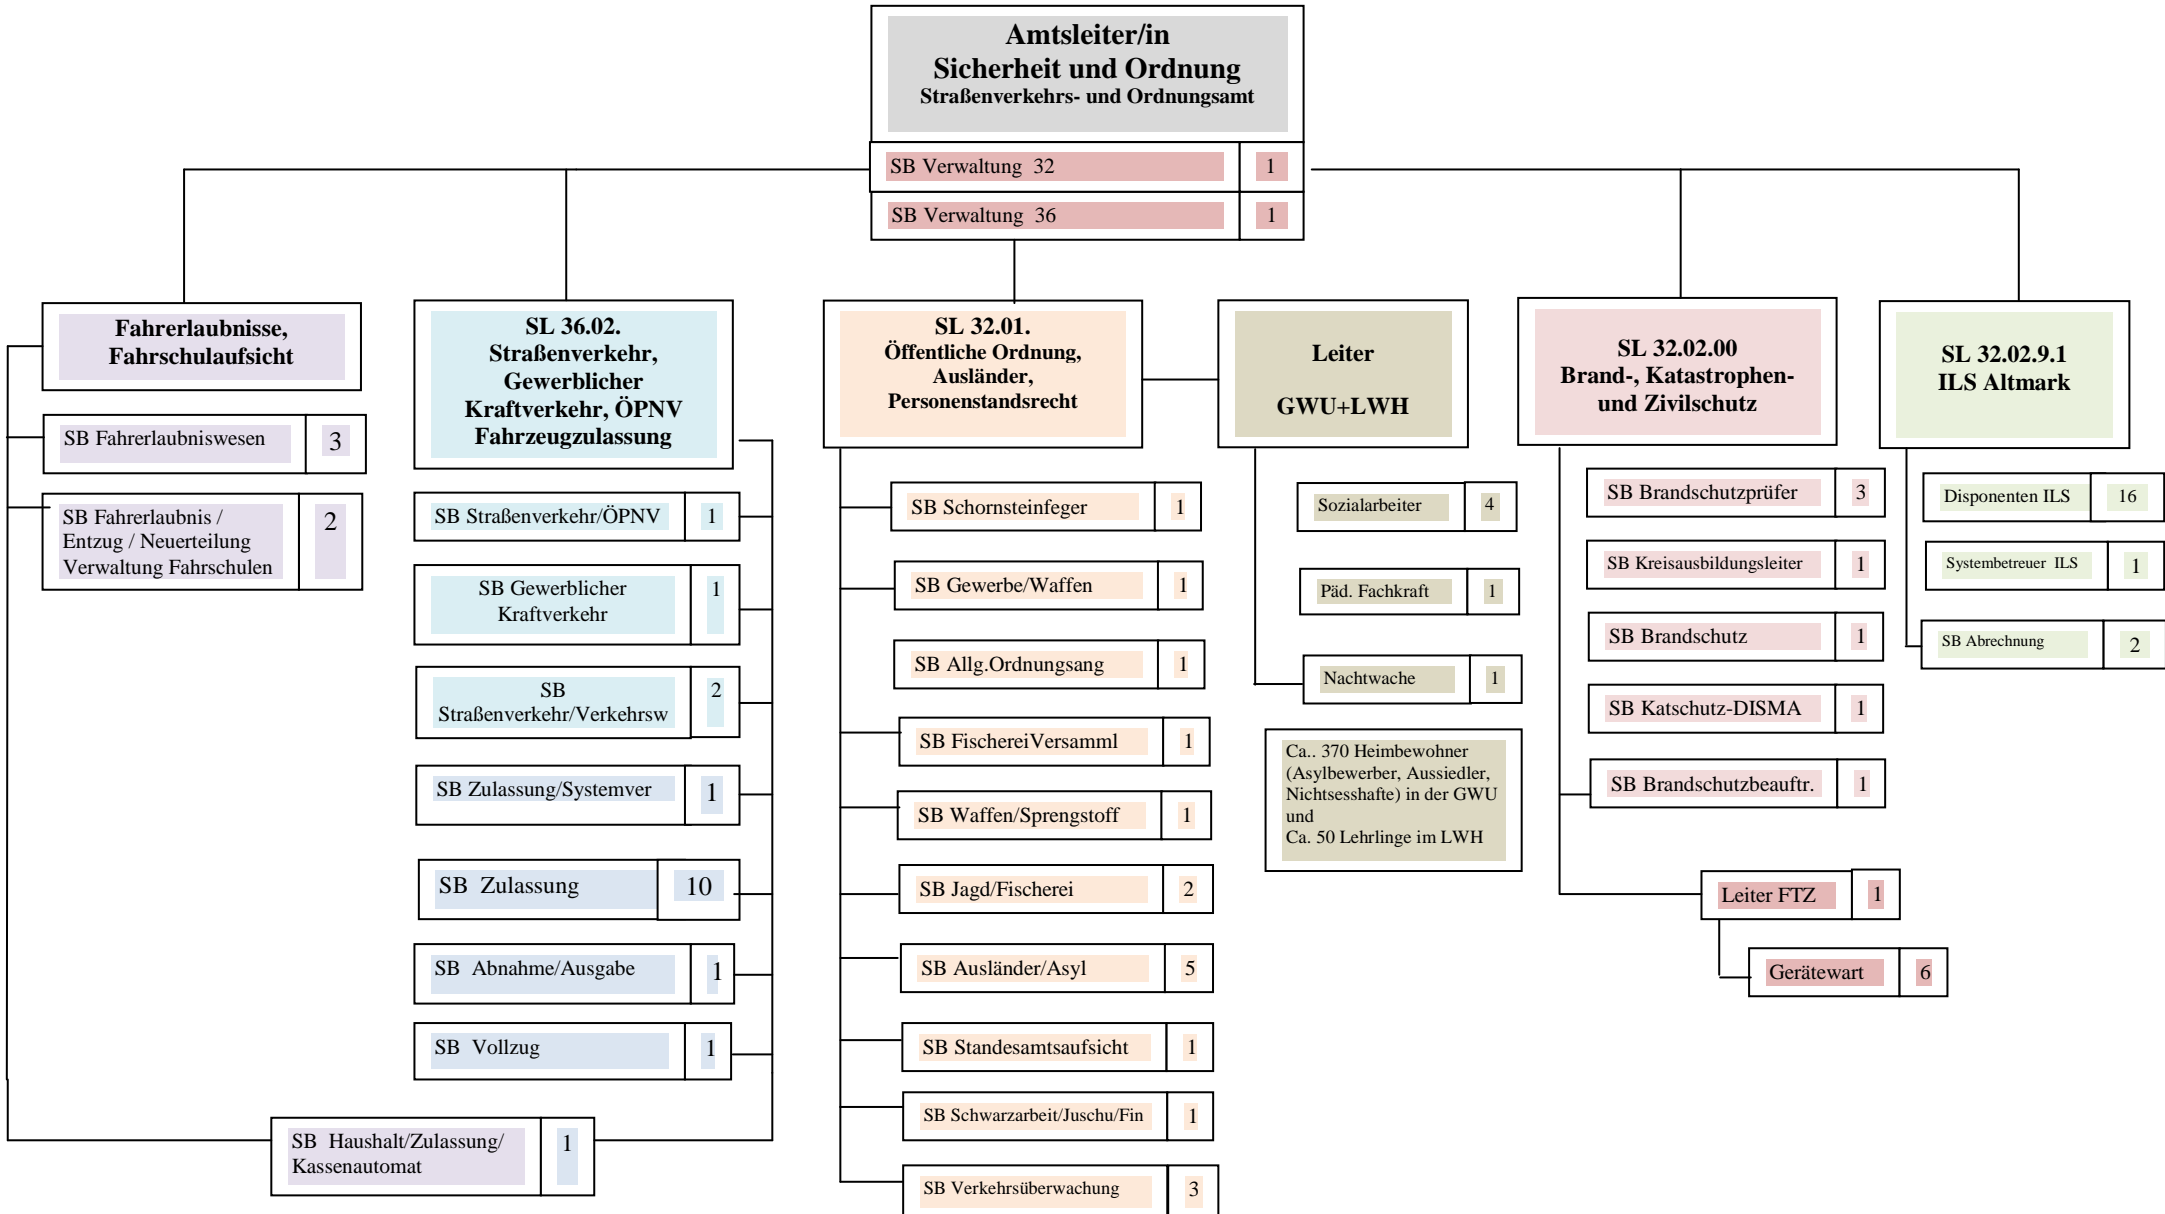 Amtsleiter/in
Sicherheit und Ordnung
Straßenverkehrs- und Ordnungsamt
SB Verwaltung 32 1
SB Verwaltung 36 1
Fahrerlaubnisse,
Fahrschulaufsicht
SB Fahrerlaubniswesen 3
SB Fahrerlaubnis /
Entzug / Neuerteilung
Verwaltung Fahrschulen
2
SL 36.02.
Straßenverkehr,
Gewerblicher
Kraftverkehr, ÖPNV
Fahrzeugzulassung
SB Straßenverkehr/ÖPNV 1
SB Gewerblicher
Kraftverkehr
1
SB
Straßenverkehr/Verkehrsw
2
SB Zulassung/Systemver 1
SB Zulassung 10
SB Abnahme/Ausgabe 1
SB Vollzug 1
SB Haushalt/Zulassung/
Kassenautomat
1
SL 32.01.
Öffentliche Ordnung,
Ausländer,
Personenstandsrecht
SB Schornsteinfeger 1
SB Gewerbe/Waffen 1
SB Allg.Ordnungsang 1
SB FischereiVersamml 1
SB Waffen/Sprengstoff 1
SB Jagd/Fischerei 2
SB Ausländer/Asyl 5
SB Standesamtsaufsicht 1
SB Schwarzarbeit/Juschu/Fin 1
SB Verkehrsüberwachung 3
Leiter
GWU+LWH
Sozialarbeiter 4
Päd. Fachkraft 1
Nachtwache 1
Ca.. 370 Heimbewohner
(Asylbewerber, Aussiedler,
Nichtsesshafte) in der GWU
und
Ca. 50 Lehrlinge im LWH
SL 32.02.00
Brand-, Katastrophen-
und Zivilschutz
SB Brandschutzprüfer 3
SB Kreisausbildungsleiter 1
SB Brandschutz 1
SB Katschutz-DISMA 1
SB Brandschutzbeauftr. 1
Leiter FTZ 1
Gerätewart 6
SL 32.02.9.1
ILS Altmark
Disponenten ILS 16
Systembetreuer ILS 1
SB Abrechnung 2